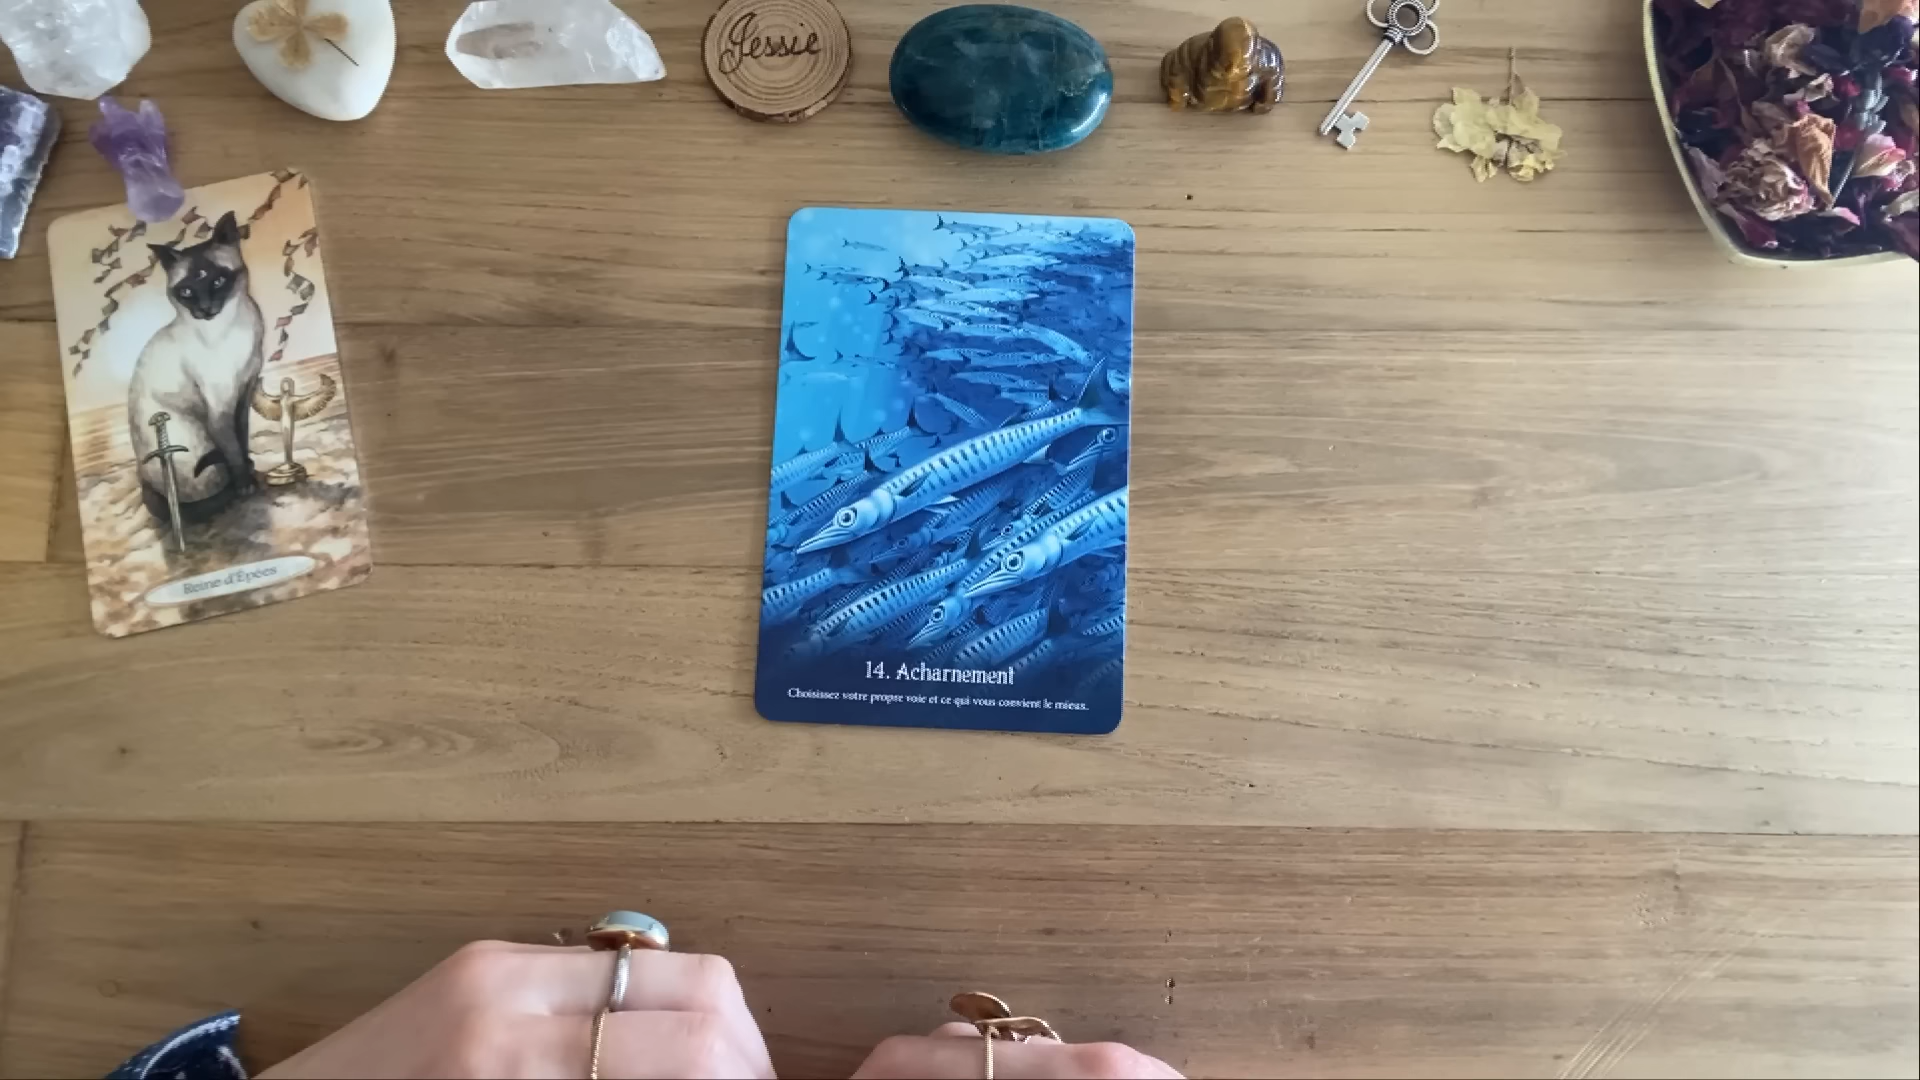 Jessie
Reine d'Épées
14. Acharnement
Choisissez votre propre voie et ce qui vous convient le mieux.